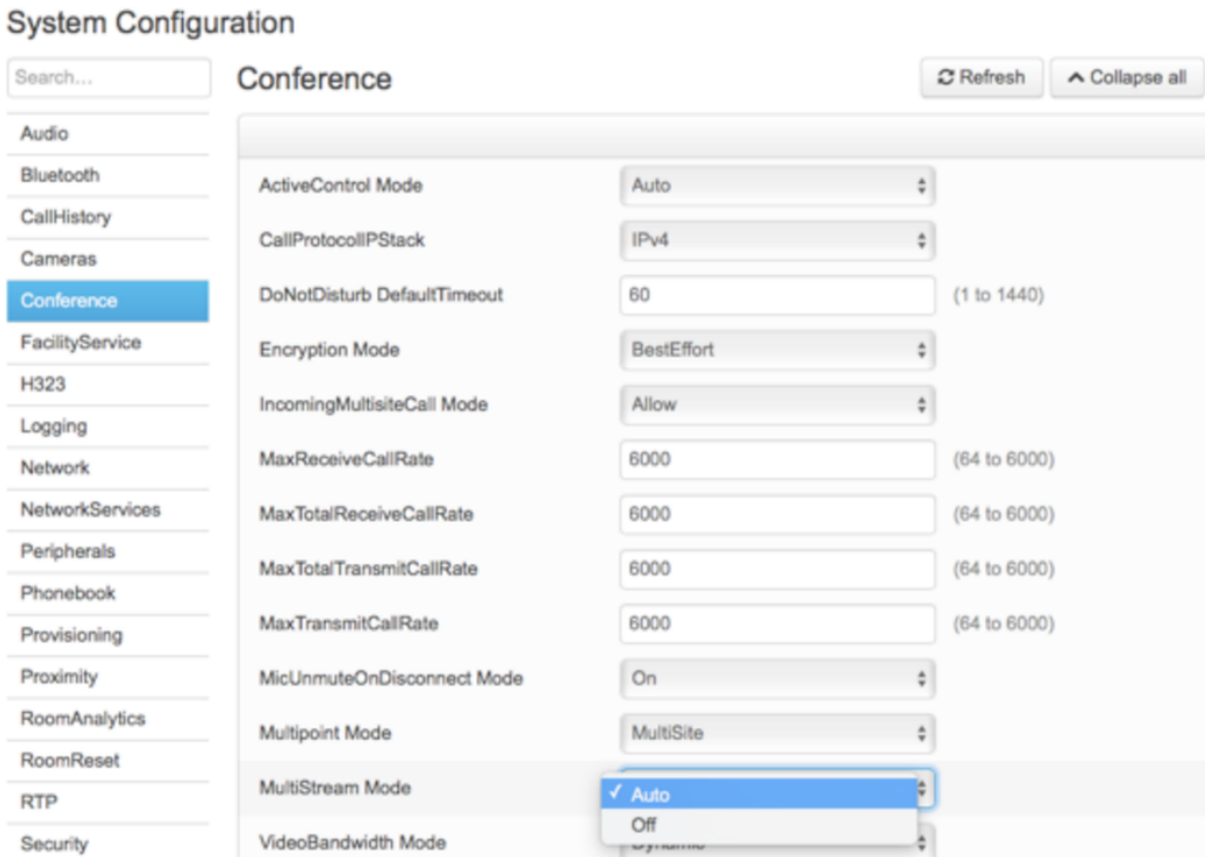 System Configuration
Search...
Conference
Refresh
Collapse all
Audio
Bluetooth
CallHistory
Cameras
Conference
FacilityService
H323
Logging
Network
NetworkServices
Peripherals
Phonebook
Provisioning
Proximity
RoomAnalytics
RoomReset
RTP
Security
ActiveControl Mode Auto
CallProtocolIPStack IPv4
DoNotDisturb DefaultTimeout 60 (1 to 1440)
Encryption Mode BestEffort
IncomingMultisiteCall Mode Allow
MaxReceiveCallRate 6000 (64 to 6000)
MaxTotalReceiveCallRate 6000 (64 to 6000)
MaxTotalTransmitCallRate 6000 (64 to 6000)
MaxTransmitCallRate 6000 (64 to 6000)
MicUnmuteOnDisconnect Mode On
Multipoint Mode MultiSite
MultiStream Mode Auto
Off
VideoBandwidth Mode Dynamic